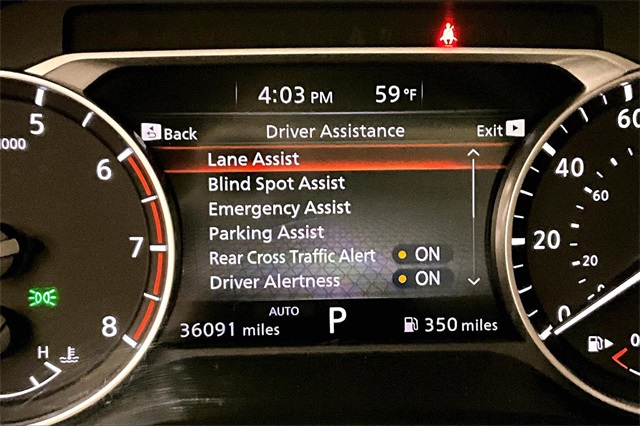 4:03 PM 59°F
Back Driver Assistance Exit
Lane Assist
Blind Spot Assist
Emergency Assist
Parking Assist
Rear Cross Traffic Alert ON
Driver Alertness ON
AUTO
36091 miles P 350 miles
5
6
7
8
H
60
40
20
0
60
20
0